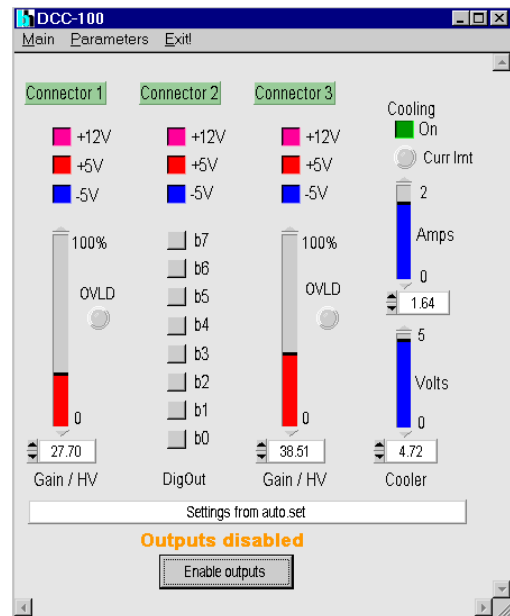 DCC-100
Main Parameters Exit!
Connector 1 Connector 2 Connector 3
Cooling
On
+12V +12V +12V
Curr lmt
+5V +5V +5V
-5V -5V -5V
2
100% b7 100%
Amps
b6
OVLD b5 OVLD
0
1.64
b4
5
b3
b2
Volts
b1
0 0
0
b0
27.70 38.51 4.72
Gain / HV DigOut Gain / HV Cooler
Settings from auto.set
Outputs disabled
Enable outputs